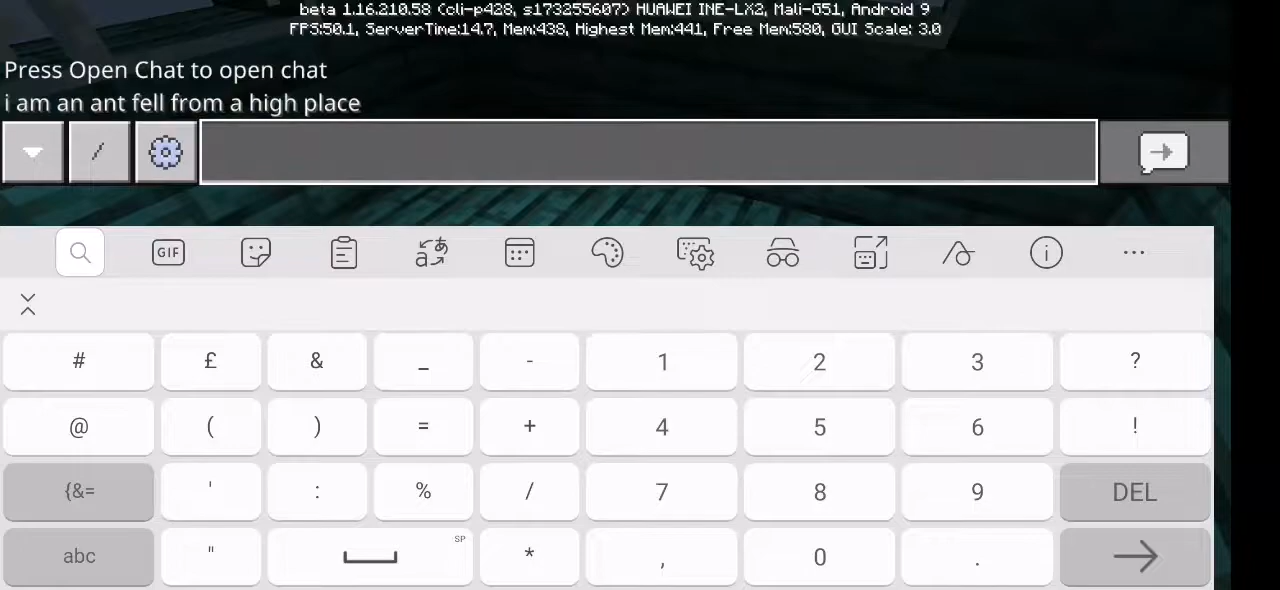 beta 1.16.210.58 (cli-p428, s173255607) HUAWEI INE-LX2, Mali-G51, Android 9
FPS:50.1, ServerTime:14.7, Mem:438, Highest Mem:441, Free Mem:580, GUI Scale: 3.0
Press Open Chat to open chat
i am an ant fell from a high place
/
GIF
# £ & _ - 1 2 3 ?
@ ( ) = + 4 5 6 !
{&= ' : % / 7 8 9 DEL
abc " SP * , 0 .